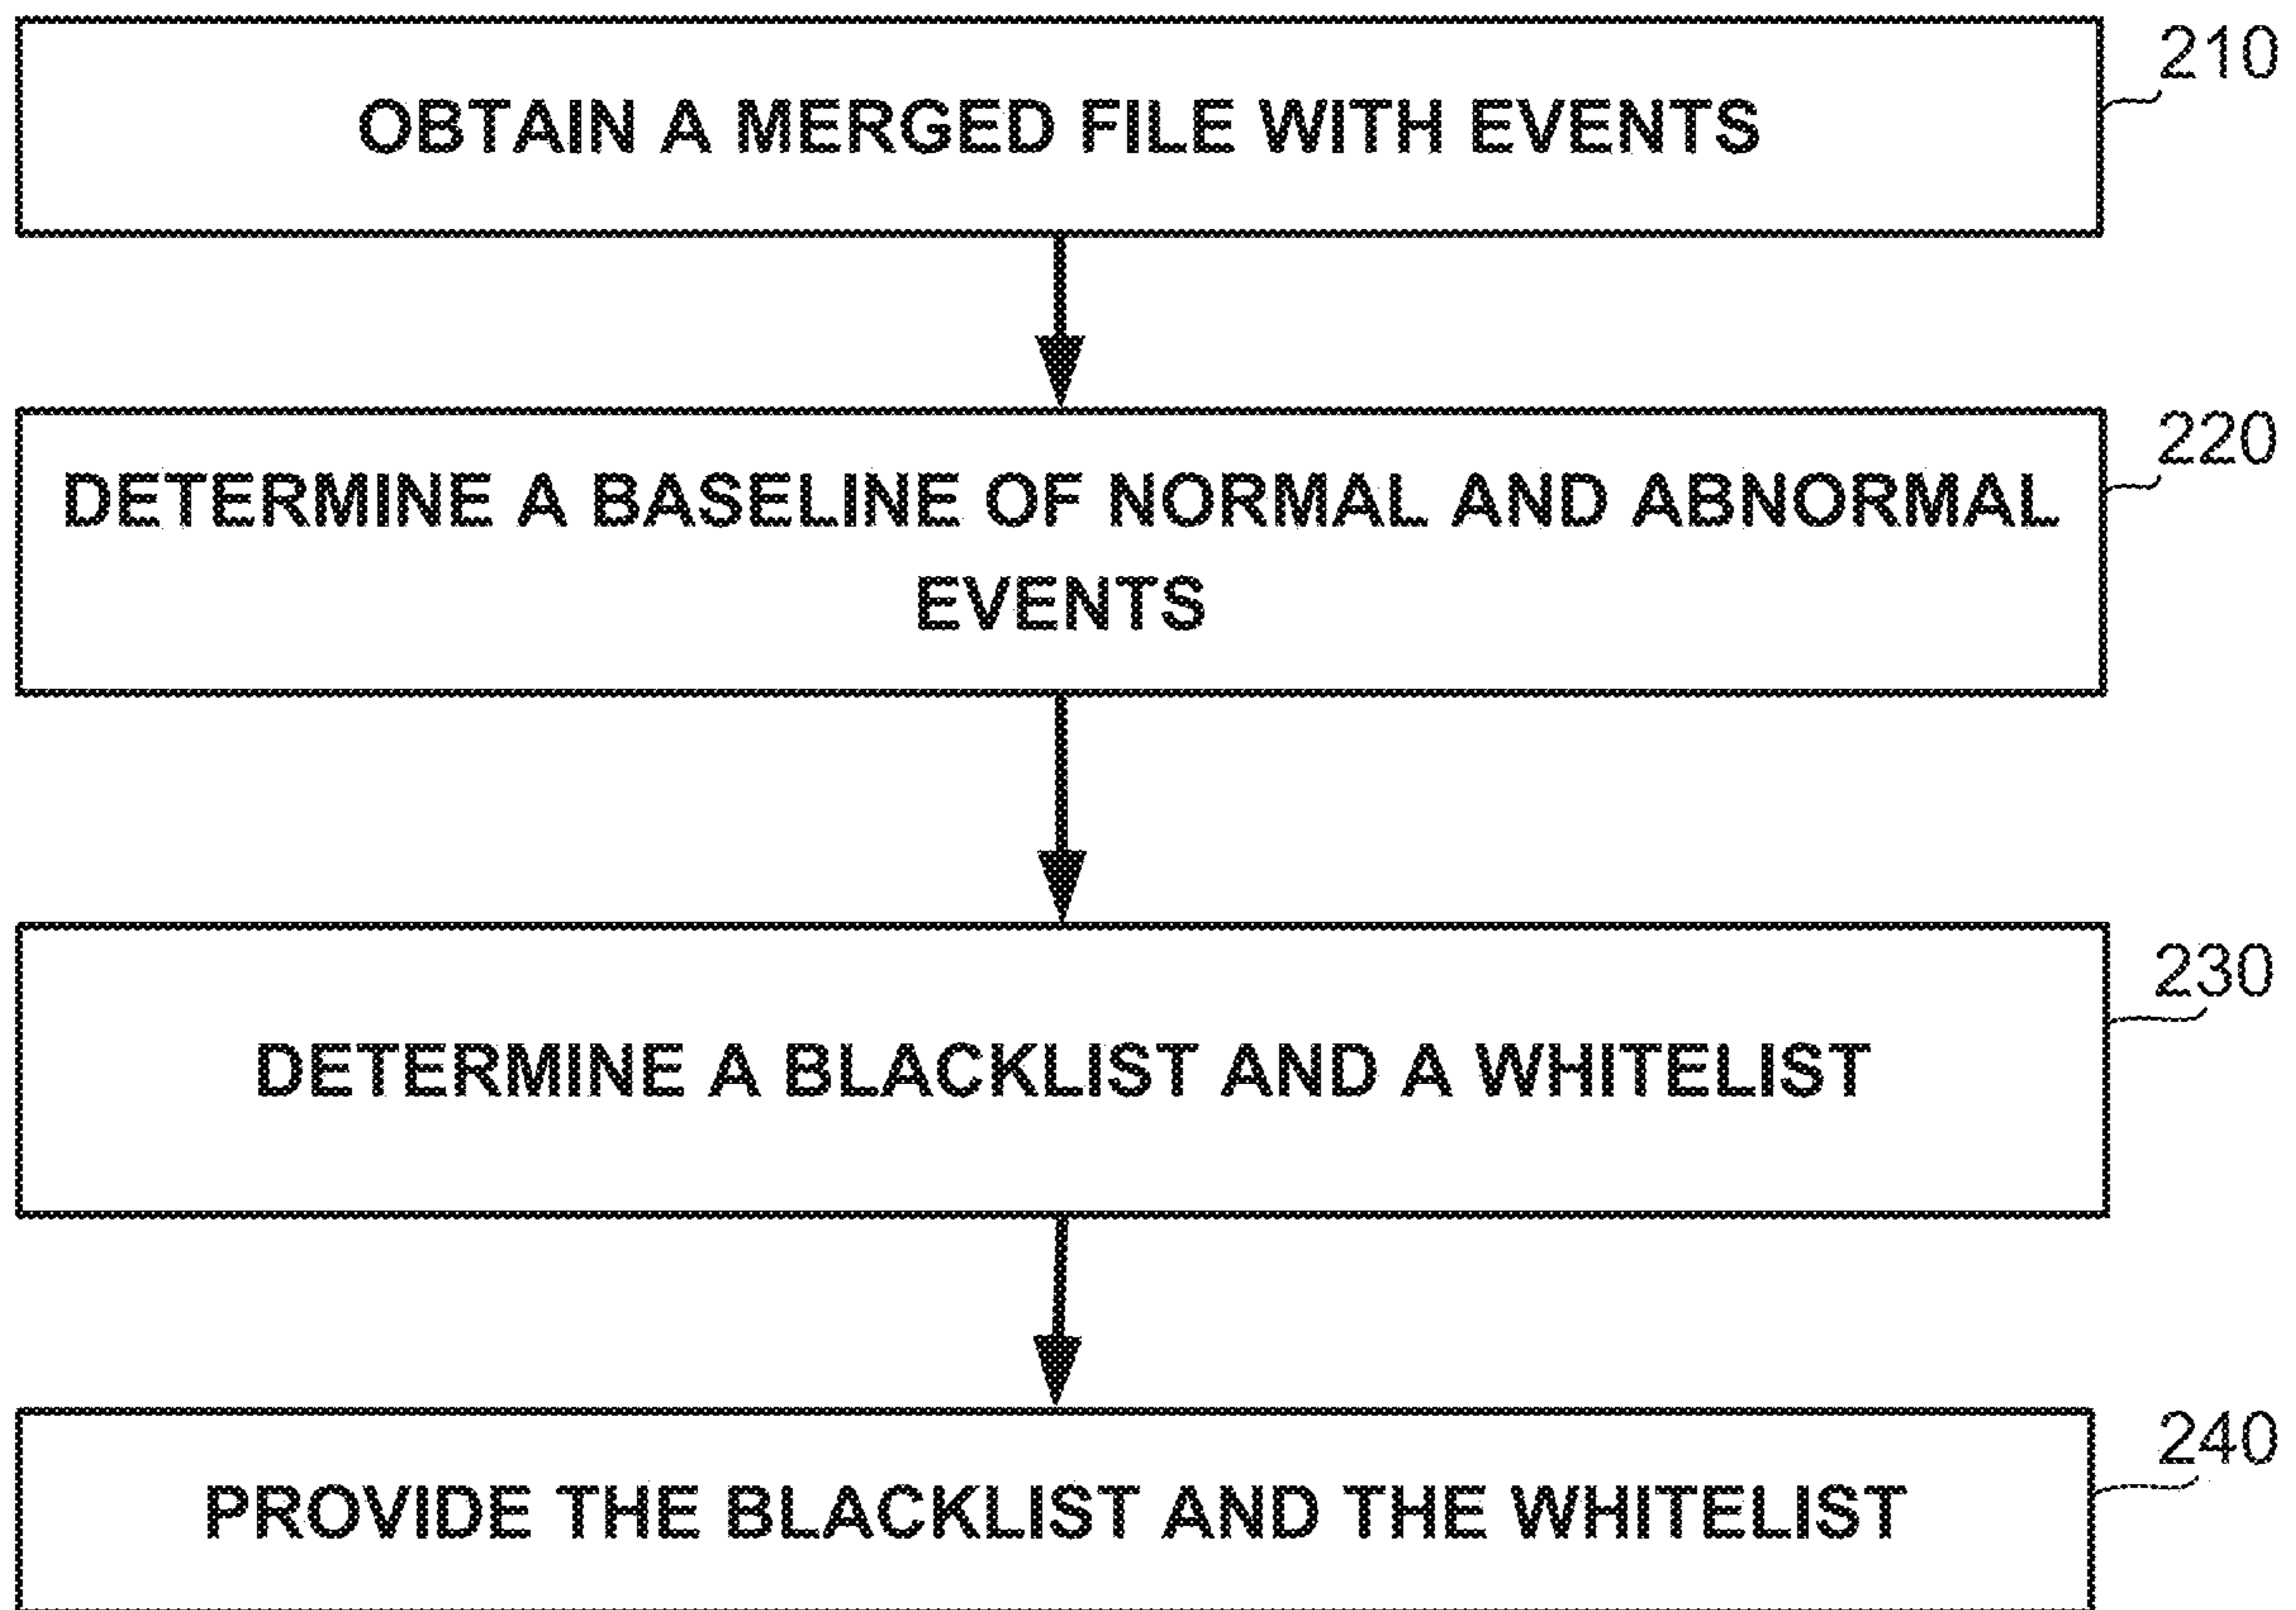 210
OBTAIN A MERGED FILE WITH EVENTS
220
DETERMINE A BASELINE OF NORMAL AND ABNORMAL
EVENTS
230
DETERMINE A BLACKLIST AND A WHITELIST
240
PROVIDE THE BLACKLIST AND THE WHITELIST